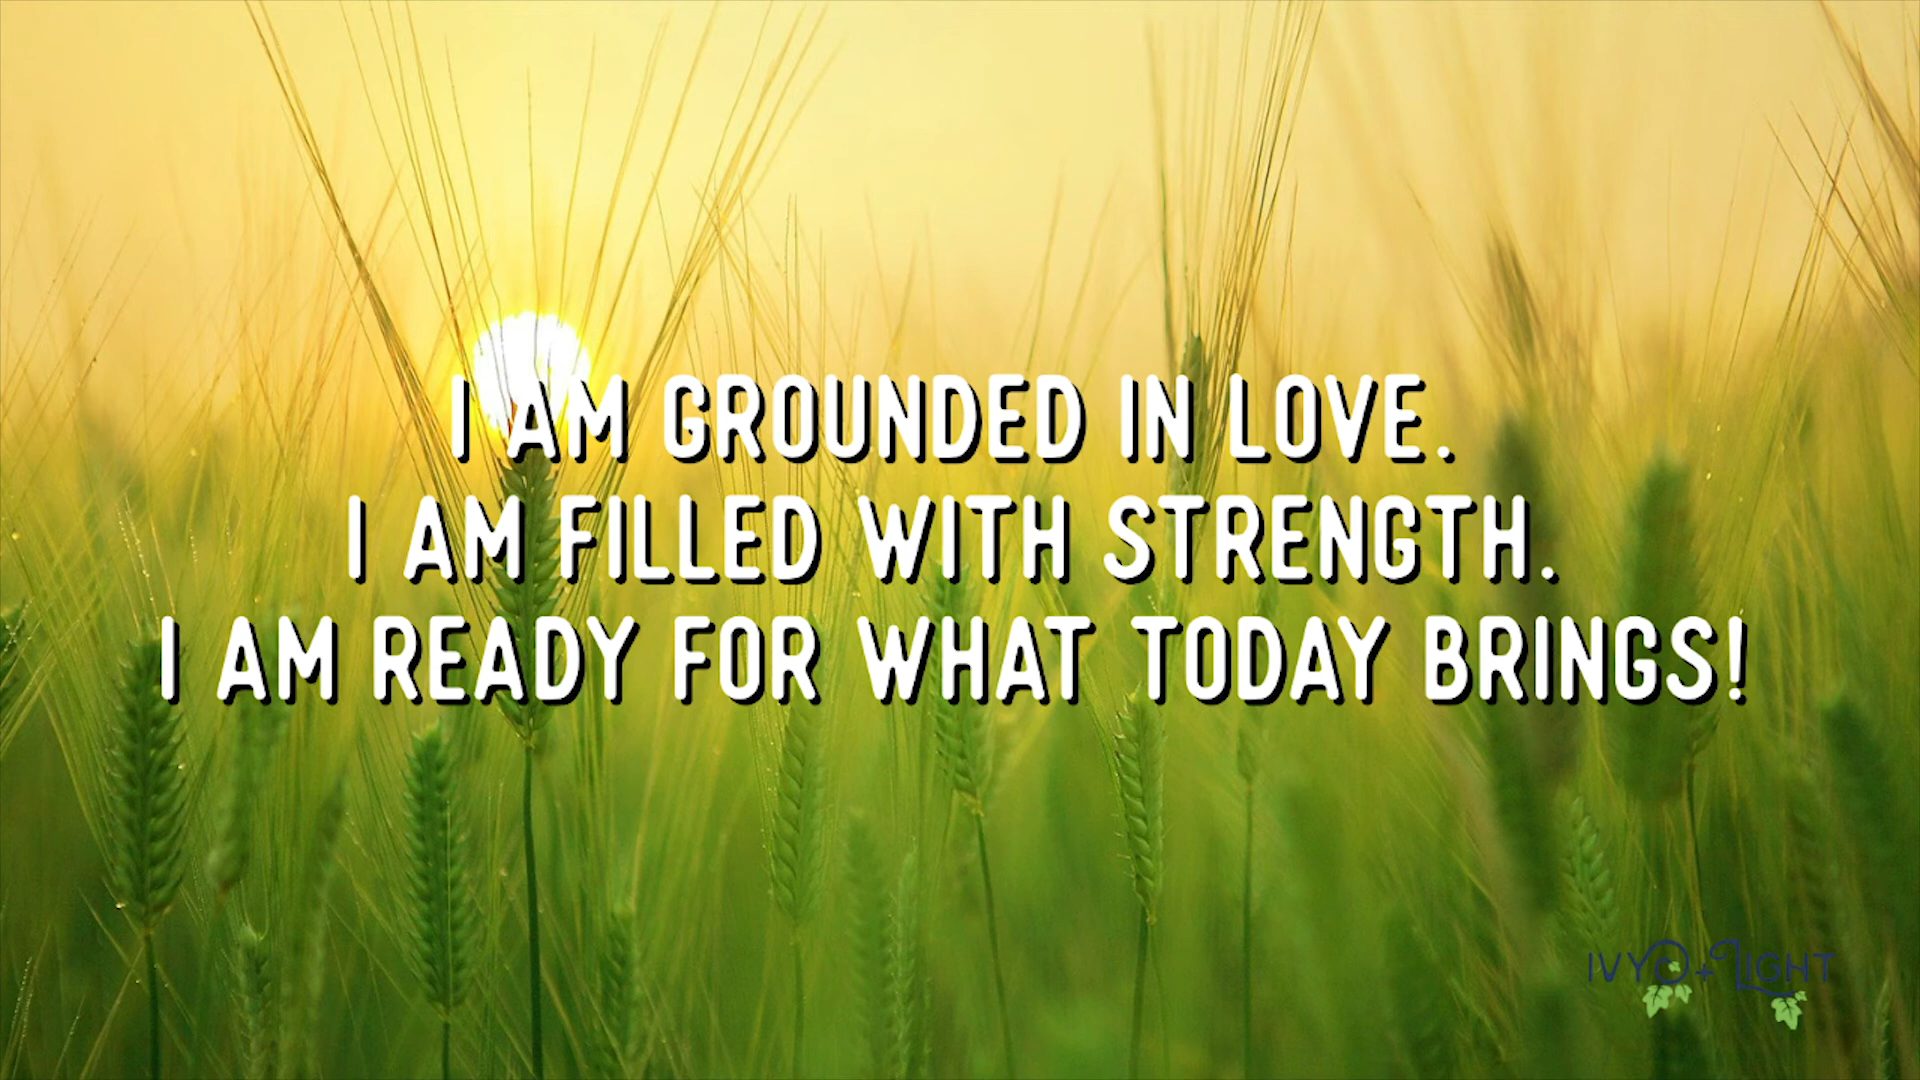 I AM GROUNDED IN LOVE.
I AM FILLED WITH STRENGTH.
I AM READY FOR WHAT TODAY BRINGS!
IVY + LIGHT